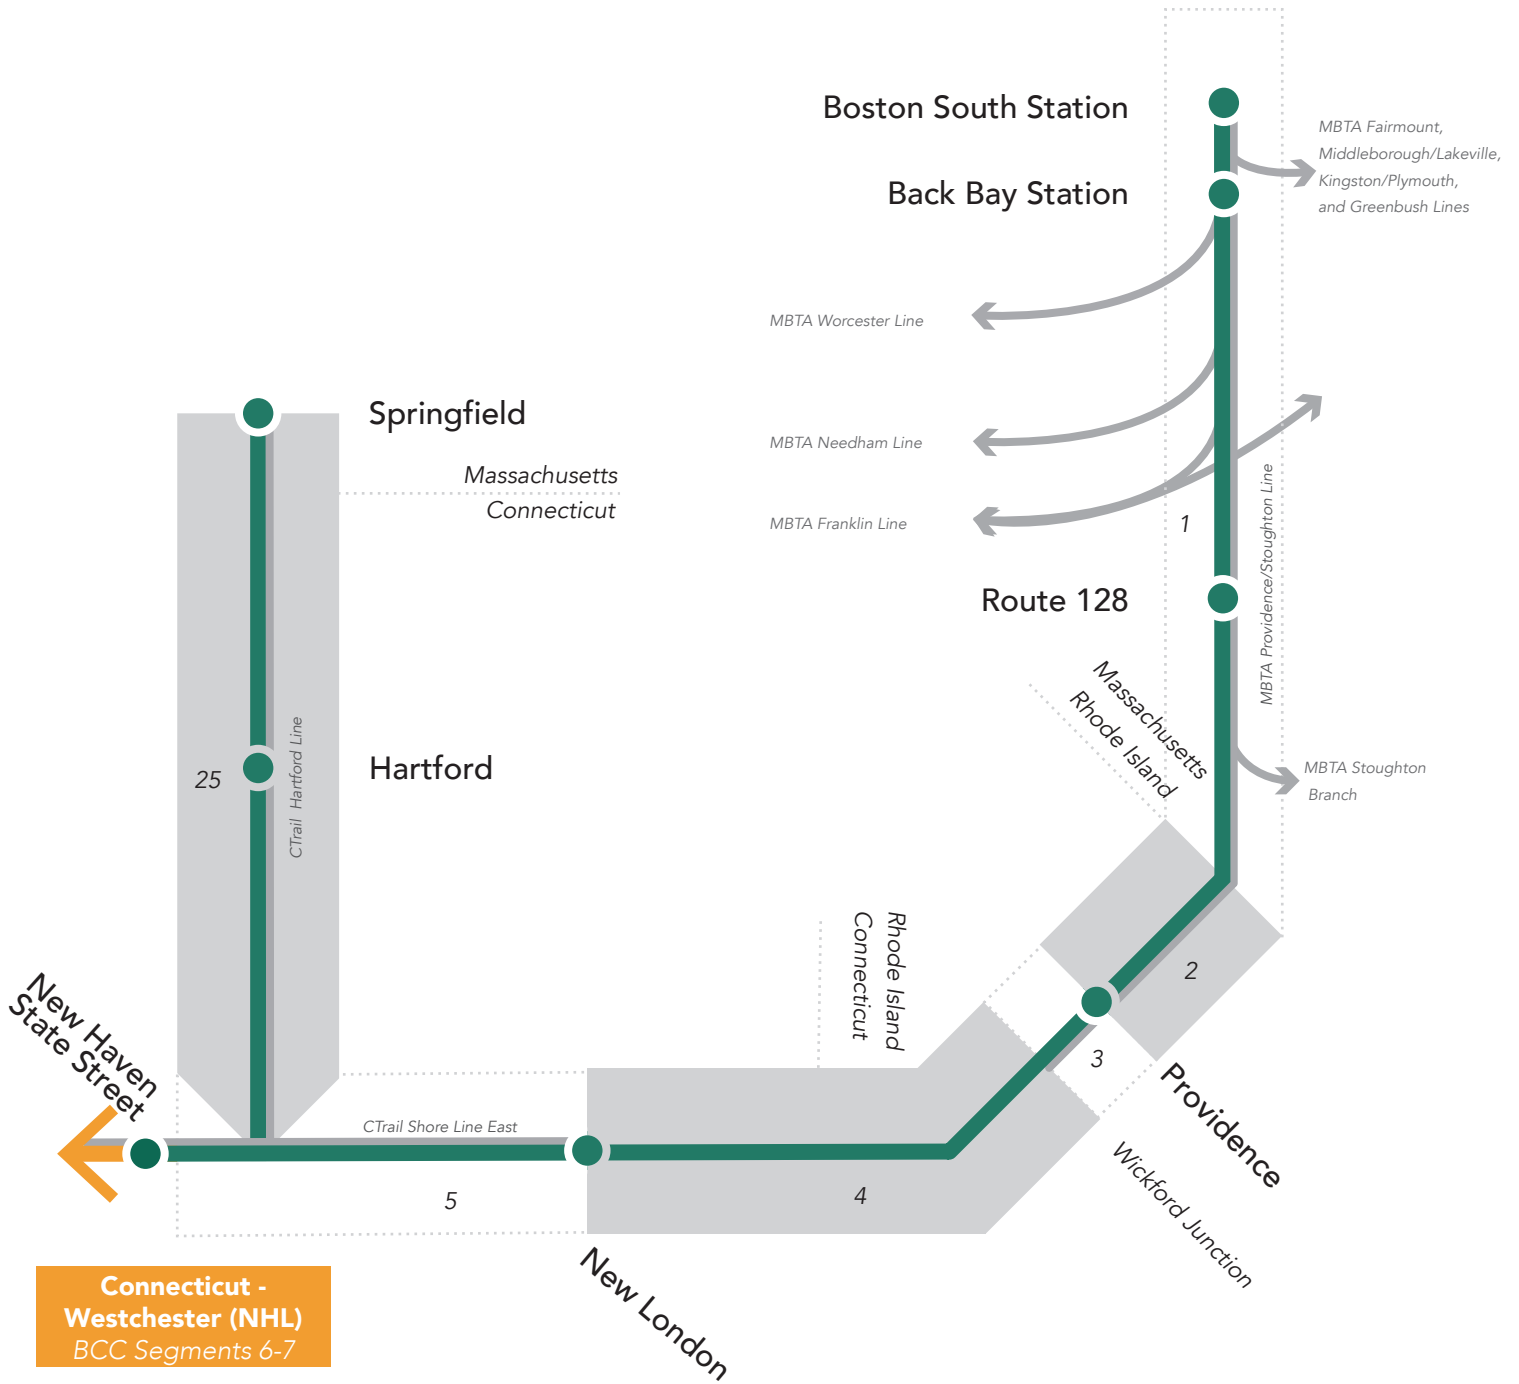 Boston South Station
MBTA Fairmount,
Middleborough/Lakeville,
Kingston/Plymouth,
and Greenbush Lines
Back Bay Station
MBTA Worcester Line
Springfield
MBTA Needham Line
Massachusetts
Connecticut
MBTA Franklin Line
1
MBTA Providence/Stoughton Line
Route 128
Massachusetts
Rhode Island
Hartford
25
CTrail Hartford Line
MBTA Stoughton
Branch
Rhode Island
Connecticut
2
New Haven
State Street
3
Providence
CTrail Shore Line East
5
4
Wickford Junction
New London
Connecticut -
Westchester (NHL)
BCC Segments 6-7